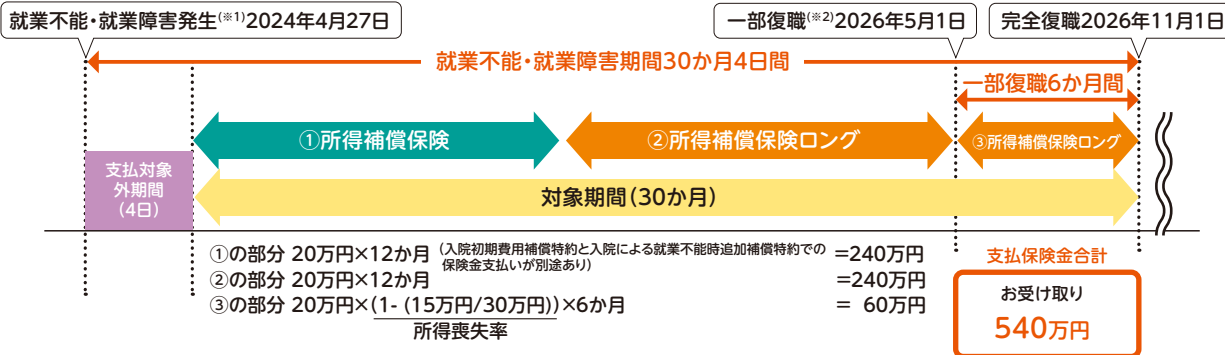 就業不能・就業障害発生(※1)2024年4月27日
一部復職(※2)2026年5月1日
完全復職2026年11月1日
就業不能・就業障害期間30か月4日間
一部復職6か月間
①所得補償保険
②所得補償保険ロング
③所得補償保険ロング
支払対象
外期間
(4日)
対象期間(30か月)
①の部分 20万円×12か月 (入院初期費用補償特約と入院による就業不能時追加補償特約での
保険金支払いが別途あり) =240万円
②の部分 20万円×12か月 =240万円
③の部分 20万円×(1- (15万円/30万円))×6か月 = 60万円
所得喪失率
支払保険金合計
お受け取り
540万円